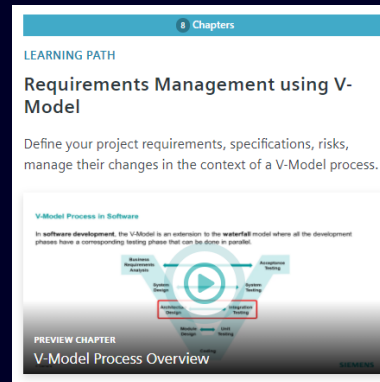 8 Chapters
LEARNING PATH
Requirements Management using V-
Model
Define your project requirements, specifications, risks,
manage their changes in the context of a V-Model process.
V-Model Process in Software
In software development, the V-Model is an extension to the waterfall model where all the development
phases have a corresponding testing phase that can be done in parallel.
Business
Requirements
Analysis
Acceptance
Testing
System
Design
System
Testing
Architecture
Design
Integration
Testing
Module
Design
Unit
Testing
PREVIEW CHAPTER
V-Model Process Overview
SIEMENS